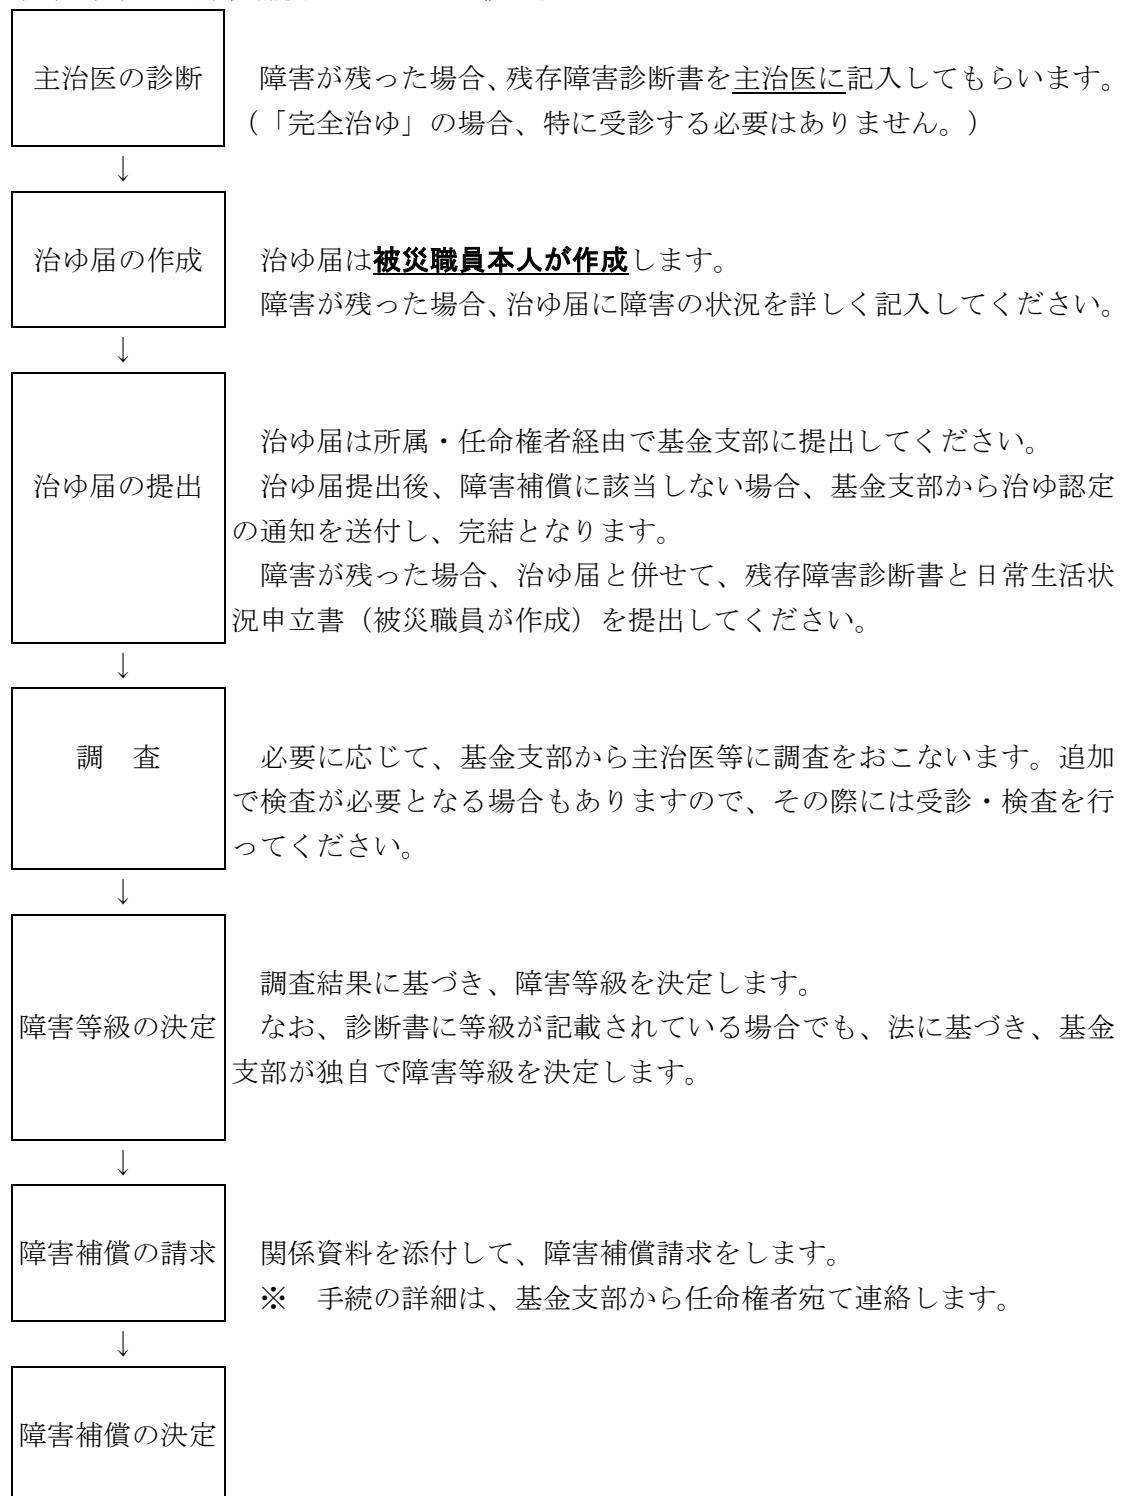 主治医の診断
障害が残った場合、残存障害診断書を主治医に記入してもらいます。
（「完全治ゆ」の場合、特に受診する必要はありません。）
↓
治ゆ届の作成
治ゆ届は被災職員本人が作成します。
障害が残った場合、治ゆ届に障害の状況を詳しく記入してください。
↓
治ゆ届の提出
治ゆ届は所属・任命権者経由で基金支部に提出してください。
治ゆ届提出後、障害補償に該当しない場合、基金支部から治ゆ認定
の通知を送付し、完結となります。
障害が残った場合、治ゆ届と併せて、残存障害診断書と日常生活状
況申立書（被災職員が作成）を提出してください。
↓
調　査
必要に応じて、基金支部から主治医等に調査をおこないます。追加
で検査が必要となる場合もありますので、その際には受診・検査を行
ってください。
↓
障害等級の決定
調査結果に基づき、障害等級を決定します。
なお、診断書に等級が記載されている場合でも、法に基づき、基金
支部が独自で障害等級を決定します。
↓
障害補償の請求
関係資料を添付して、障害補償請求をします。
※　手続の詳細は、基金支部から任命権者宛て連絡します。
↓
障害補償の決定